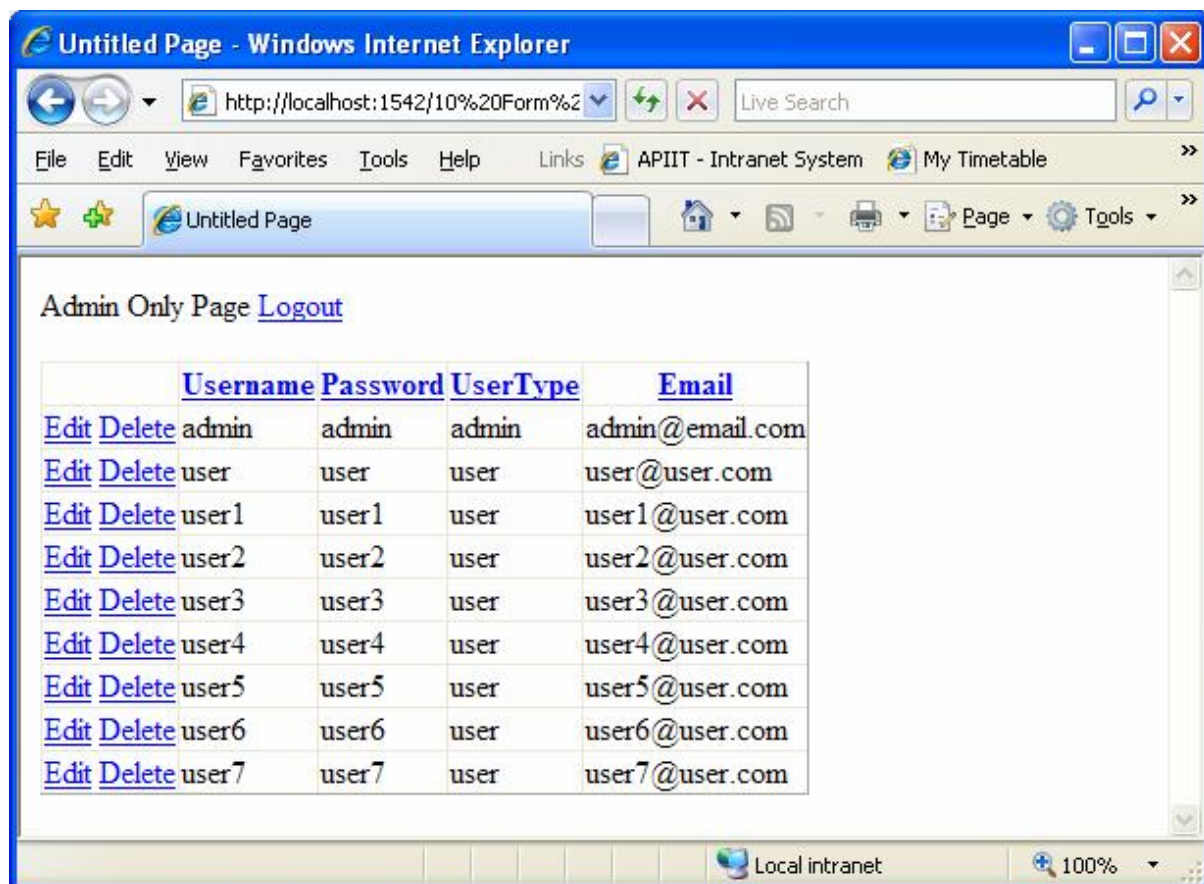 Untitled Page - Windows Internet Explorer
http://localhost:1542/10%20Form%2
Live Search
File Edit View Favorites Tools Help Links APIIT - Intranet System My Timetable »
Untitled Page Page Tools »
Admin Only Page Logout
Username Password UserType Email
Edit Delete admin admin admin admin@email.com
Edit Delete user user user user@user.com
Edit Delete user1 user1 user user1@user.com
Edit Delete user2 user2 user user2@user.com
Edit Delete user3 user3 user user3@user.com
Edit Delete user4 user4 user user4@user.com
Edit Delete user5 user5 user user5@user.com
Edit Delete user6 user6 user user6@user.com
Edit Delete user7 user7 user user7@user.com
Local intranet 100%